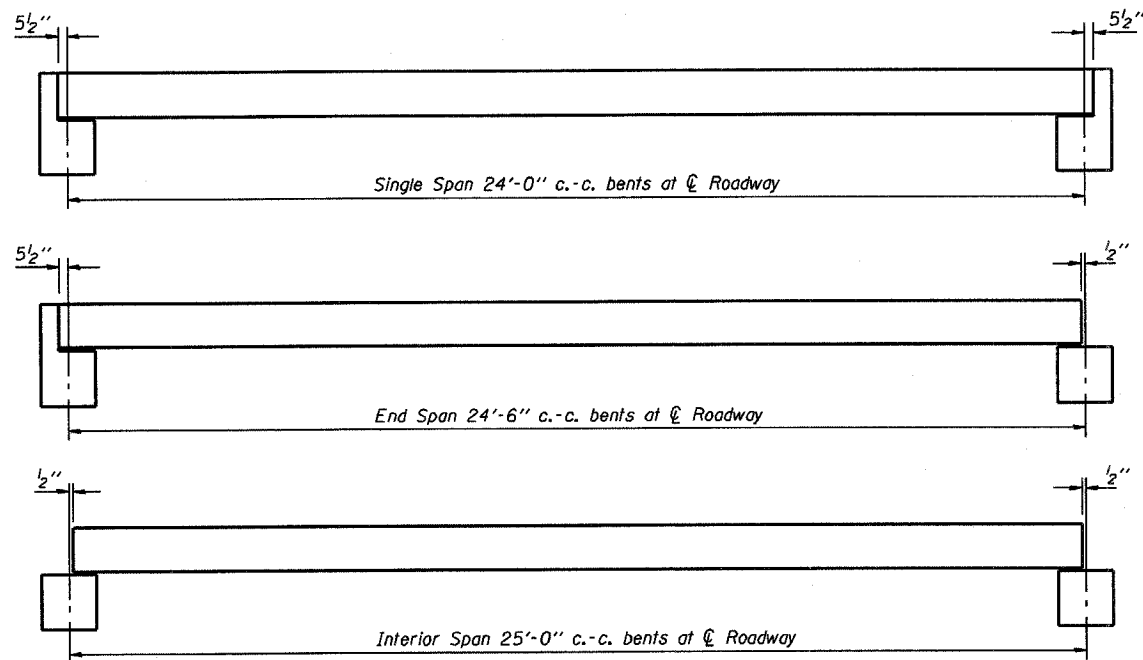 5½" 5½"
Single Span 24'-0" c.-c. bents at ℄ Roadway
5½" ½"
End Span 24'-6" c.-c. bents at ℄ Roadway
½" ½"
Interior Span 25'-0" c.-c. bents at ℄ Roadway